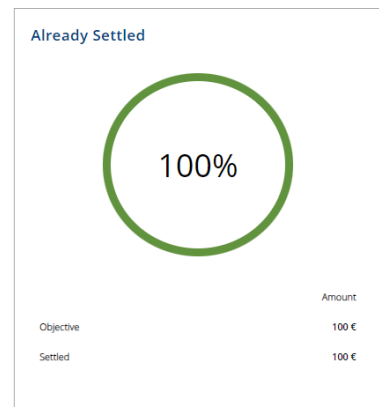 Already Settled
100%
Amount
Objective 100 €
Settled 100 €